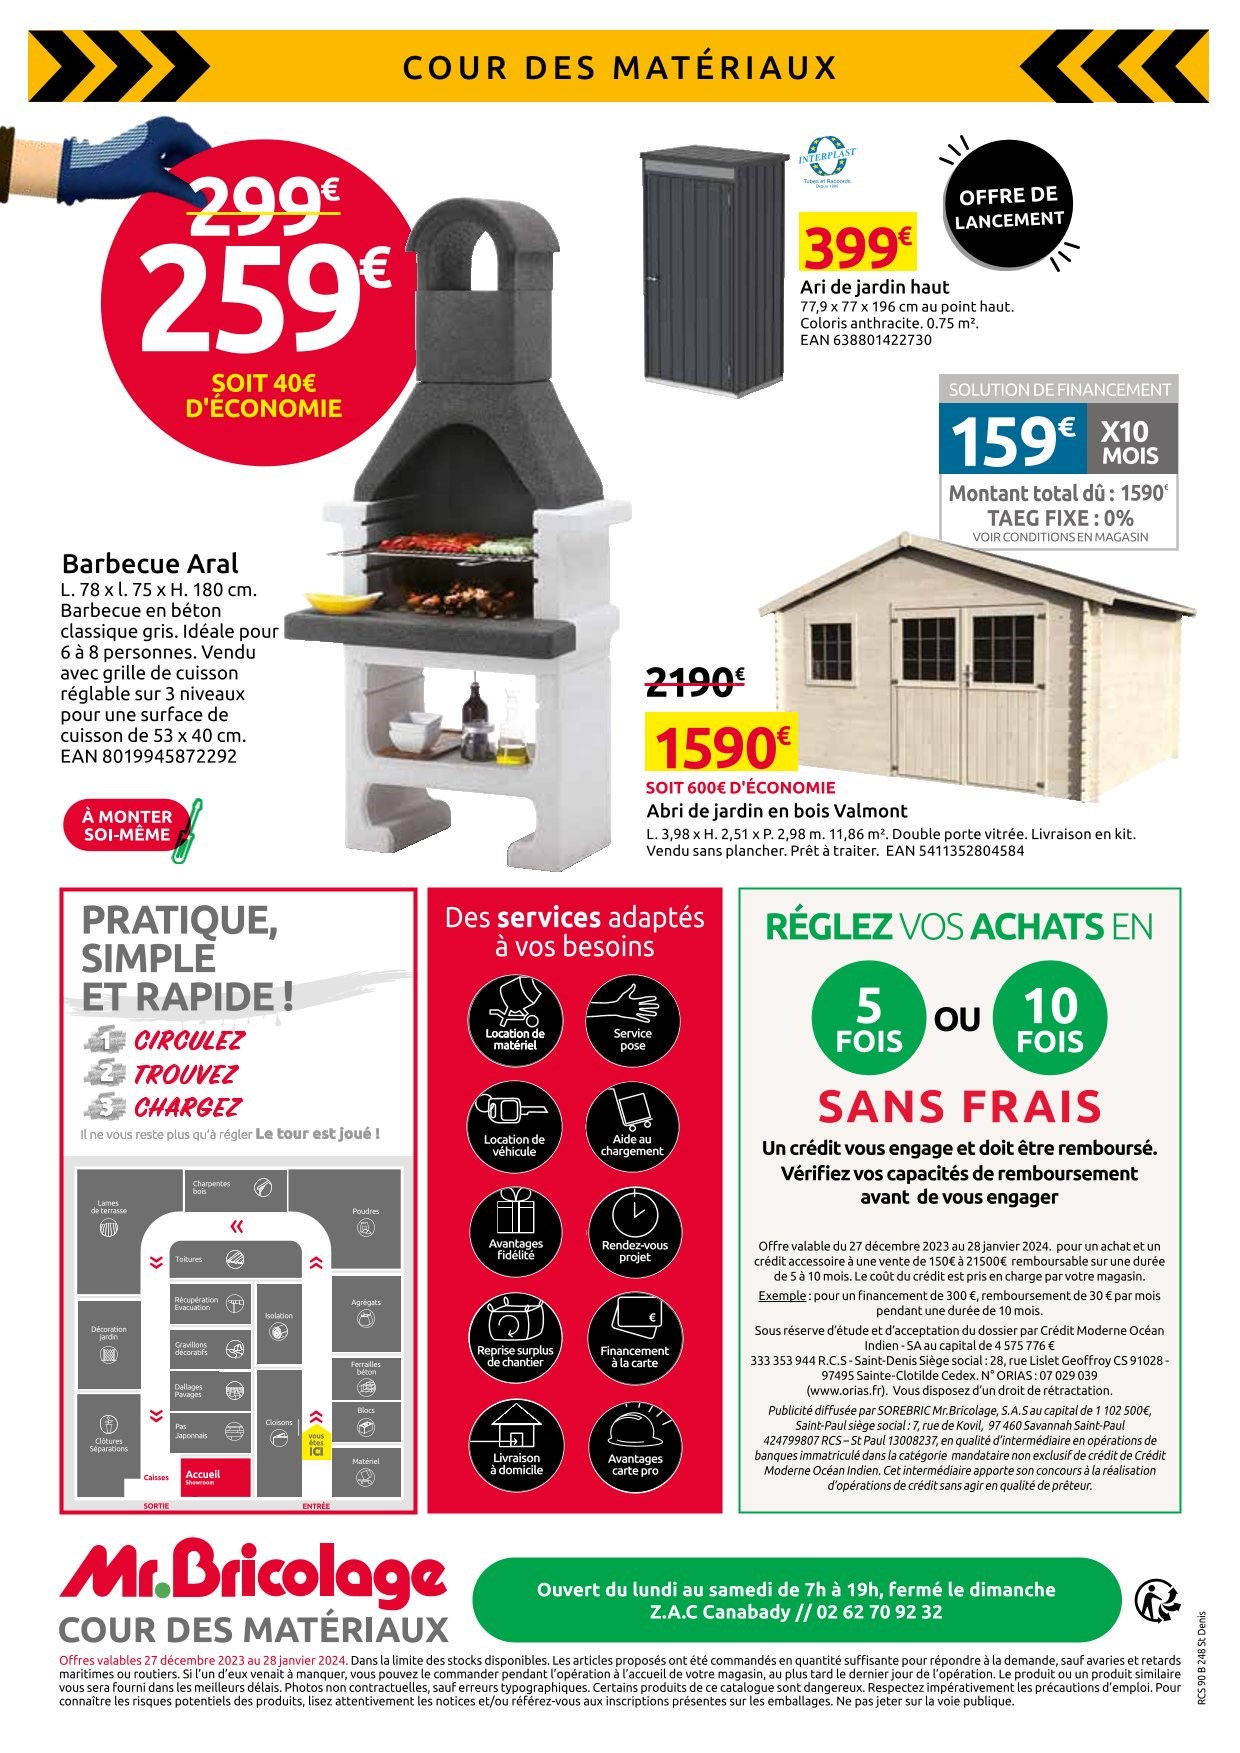 COUR DES MATÉRIAUX
299€
259€
SOIT 40€
D'ÉCONOMIE
INTERPLAST
Tubes et Raccords
Depuis 1980
OFFRE DE
LANCEMENT
399€
Ari de jardin haut
77,9 x 77 x 196 cm au point haut.
Coloris anthracite. 0.75 m².
EAN 638801422730
SOLUTION DE FINANCEMENT
159€ X10
MOIS
Montant total dû : 1590€
TAEG FIXE : 0%
VOIR CONDITIONS EN MAGASIN
Barbecue Aral
L. 78 x l. 75 x H. 180 cm.
Barbecue en béton
classique gris. Idéale pour
6 à 8 personnes. Vendu
avec grille de cuisson
réglable sur 3 niveaux
pour une surface de
cuisson de 53 x 40 cm.
EAN 8019945872292
À MONTER
SOI-MÊME
2190€
1590€
SOIT 600€ D'ÉCONOMIE
Abri de jardin en bois Valmont
L. 3,98 x H. 2,51 x P. 2,98 m. 11,86 m². Double porte vitrée. Livraison en kit.
Vendu sans plancher. Prêt à traiter. EAN 5411352804584
PRATIQUE,
SIMPLE
ET RAPIDE !
1 CIRCULEZ
2 TROUVEZ
3 CHARGEZ
Il ne vous reste plus qu'à régler Le tour est joué !
Charpentes
bois
Lames
de terrasse
Poudres
Toitures
Récupération
Evacuation
Isolation
Agrégats
Décoration
jardin
Gravillons
décoratifs
Ferrailles
béton
Dallages
Pavages
Blocs
Clôtures
Séparations
Pas
Japonnais
Cloisons
vous
êtes
ICI
Matériel
Caisses
Accueil
Showroom
SORTIE
ENTRÉE
Des services adaptés
à vos besoins
Location de
matériel
Service
pose
Location de
véhicule
Aide au
chargement
Avantages
fidélité
Rendez-vous
projet
Reprise surplus
de chantier
€
Financement
à la carte
Livraison
à domicile
Avantages
carte pro
RÉGLEZ VOS ACHATS EN
5
FOIS
OU
10
FOIS
SANS FRAIS
Un crédit vous engage et doit être remboursé.
Vérifiez vos capacités de remboursement
avant de vous engager
Offre valable du 27 décembre 2023 au 28 janvier 2024. pour un achat et un
crédit accessoire à une vente de 150€ à 21500€ remboursable sur une durée
de 5 à 10 mois. Le coût du crédit est pris en charge par votre magasin.
Exemple : pour un financement de 300 €, remboursement de 30 € par mois
pendant une durée de 10 mois.
Sous réserve d'étude et d'acceptation du dossier par Crédit Moderne Océan
Indien - SA au capital de 4 575 776 €
333 353 944 R.C.S - Saint-Denis Siège social : 28, rue Lislet Geoffroy CS 91028 -
97495 Sainte-Clotilde Cedex. N° ORIAS : 07 029 039
(www.orias.fr). Vous disposez d'un droit de rétractation.
Publicité diffusée par SOREBRIC Mr.Bricolage, S.A.S au capital de 1 102 500€,
Saint-Paul siège social : 7, rue de Kovil, 97 460 Savannah Saint-Paul
424799807 RCS – St Paul 13008237, en qualité d'intermédiaire en opérations de
banques immatriculé dans la catégorie mandataire non exclusif de crédit de Crédit
Moderne Océan Indien. Cet intermédiaire apporte son concours à la réalisation
d'opérations de crédit sans agir en qualité de prêteur.
Mr.Bricolage
COUR DES MATÉRIAUX
Ouvert du lundi au samedi de 7h à 19h, fermé le dimanche
Z.A.C Canabady // 02 62 70 92 32
RCS 90 B 248 St Denis
Offres valables 27 décembre 2023 au 28 janvier 2024. Dans la limite des stocks disponibles. Les articles proposés ont été commandés en quantité suffisante pour répondre à la demande, sauf avaries et retards
maritimes ou routiers. Si l'un d'eux venait à manquer, vous pouvez le commander pendant l'opération à l'accueil de votre magasin, au plus tard le dernier jour de l'opération. Le produit ou un produit similaire
vous sera fourni dans les meilleurs délais. Photos non contractuelles, sauf erreurs typographiques. Certains produits de ce catalogue sont dangereux. Respectez impérativement les précautions d'emploi. Pour
connaître les risques potentiels des produits, lisez attentivement les notices et/ou référez-vous aux inscriptions présentes sur les emballages. Ne pas jeter sur la voie publique.